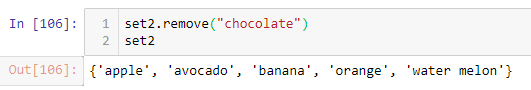 In [106]: 1 set2.remove("chocolate")
2 set2
Out[106]: {'apple', 'avocado', 'banana', 'orange', 'water melon'}